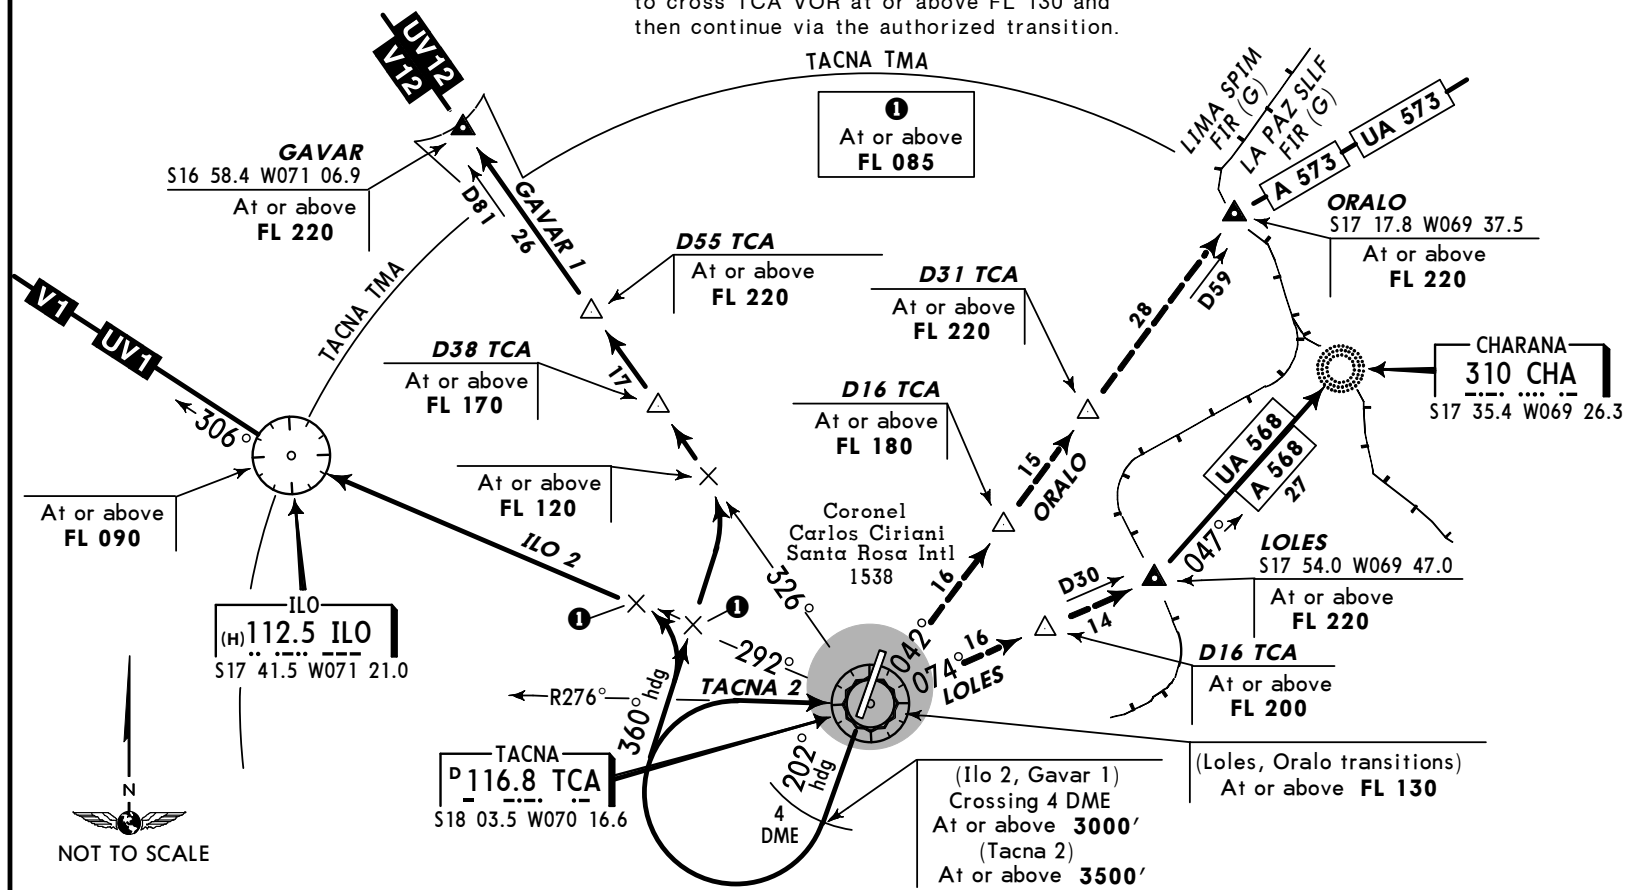 to cross TCA VOR at or above FL 130 and
then continue via the authorized transition.
UV12
V12
TACNA TMA
1
At or above
FL 085
LIMA SPIM
FIR (G)
LA PAZ SLLF
FIR (G)
A 573
UA 573
GAVAR
S16 58.4 W071 06.9
At or above
FL 220
D81
26
GAVAR 1
ORALO
S17 17.8 W069 37.5
At or above
FL 220
D55 TCA
At or above
FL 220
D31 TCA
At or above
FL 220
D59
28
V1
UV1
TACNA TMA
D38 TCA
At or above
FL 170
17
D16 TCA
At or above
FL 180
CHARANA
310 CHA
S17 35.4 W069 26.3
306°
At or above
FL 090
At or above
FL 120
15
ORALO
UA 568
A 568
27
047°
Coronel
Carlos Ciriani
Santa Rosa Intl
1538
ILO 2
326°
16
LOLES
S17 54.0 W069 47.0
At or above
FL 220
D30
14
ILO
(H) 112.5 ILO
S17 41.5 W071 21.0
1
1
292°
042°
074°
16
LOLES
D16 TCA
At or above
FL 200
R276°
TACNA 2
360° hdg
202°
hdg
TACNA
D 116.8 TCA
S18 03.5 W070 16.6
4
DME
(Ilo 2, Gavar 1)
Crossing 4 DME
At or above 3000'
(Tacna 2)
At or above 3500'
(Loles, Oralo transitions)
At or above FL 130
N
NOT TO SCALE